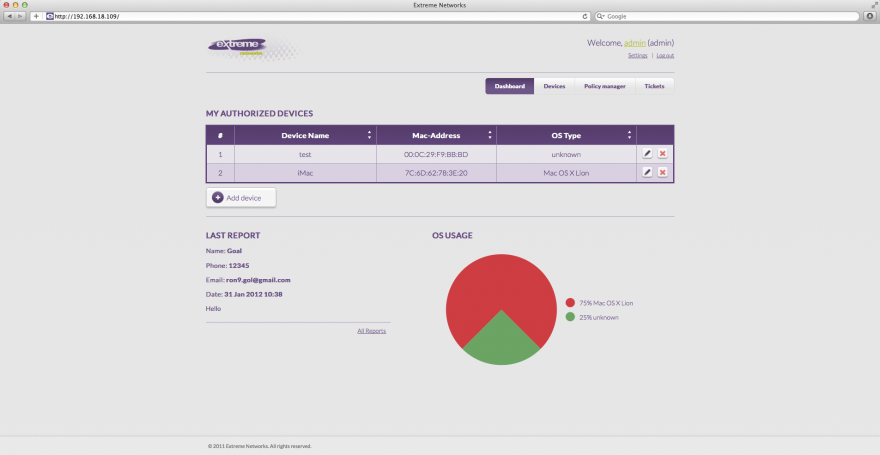 Extreme Networks
http://192.168.18.109/
Google
extreme
Welcome, admin (admin)
Settings | Log out
Dashboard Devices Policy manager Tickets
MY AUTHORIZED DEVICES
# Device Name Mac-Address OS Type
1 test 00:0C:29:F9:BB:BD unknown
2 iMac 7C:6D:62:78:3E:20 Mac OS X Lion
Add device
LAST REPORT
Name: Goal
Phone: 12345
Email: ron9.gol@gmail.com
Date: 31 Jan 2012 10:38
Hello
All Reports
OS USAGE
75% Mac OS X Lion
25% unknown
© 2011 Extreme Networks. All rights reserved.